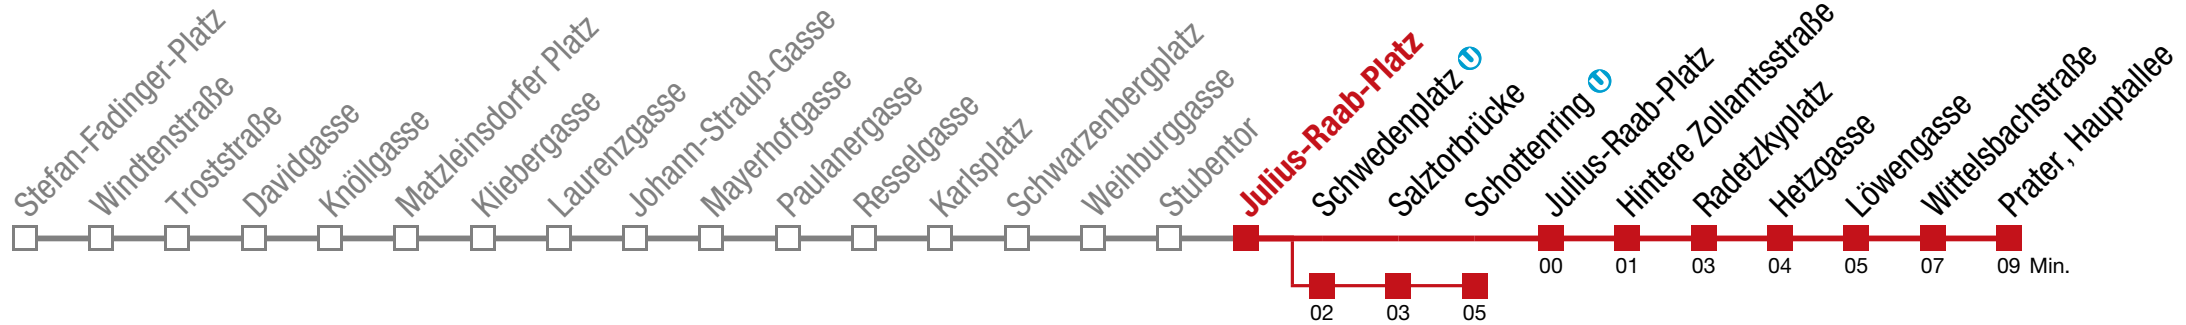 Stefan-Fadinger-Platz
Windtenstraße
Troststraße
Davidgasse
Knöllgasse
Matzleinsdorfer Platz
Kliebergasse
Laurenzgasse
Johann-Strauß-Gasse
Mayerhofgasse
Paulanergasse
Resselgasse
Karlsplatz
Schwarzenbergplatz
Weihburggasse
Stubentor
Julius-Raab-Platz
Schwedenplatz U
Salztorbrücke
Schottenring U
Julius-Raab-Platz
Hintere Zollamtsstraße
Radetzkyplatz
Hetzgasse
Löwengasse
Wittelsbachstraße
Prater, Hauptallee
00 01 03 04 05 07 09 Min.
02 03 05